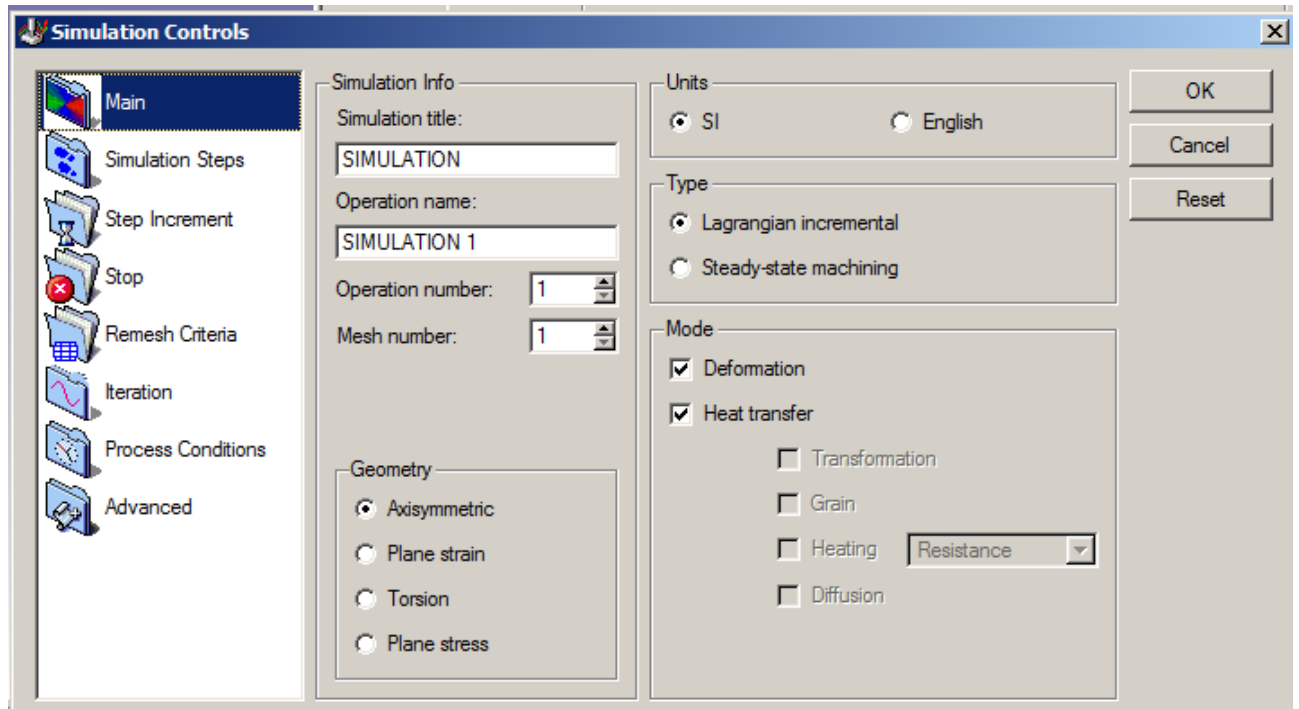 Simulation Controls
Main
Simulation Steps
Step Increment
Stop
Remesh Criteria
Iteration
Process Conditions
Advanced
Simulation Info
Simulation title:
SIMULATION
Operation name:
SIMULATION 1
Operation number:
1
Mesh number:
1
Geometry
Axisymmetric
Plane strain
Torsion
Plane stress
Units
SI
English
Type
Lagrangian incremental
Steady-state machining
Mode
Deformation
Heat transfer
Transformation
Grain
Heating
Resistance
Diffusion
OK
Cancel
Reset